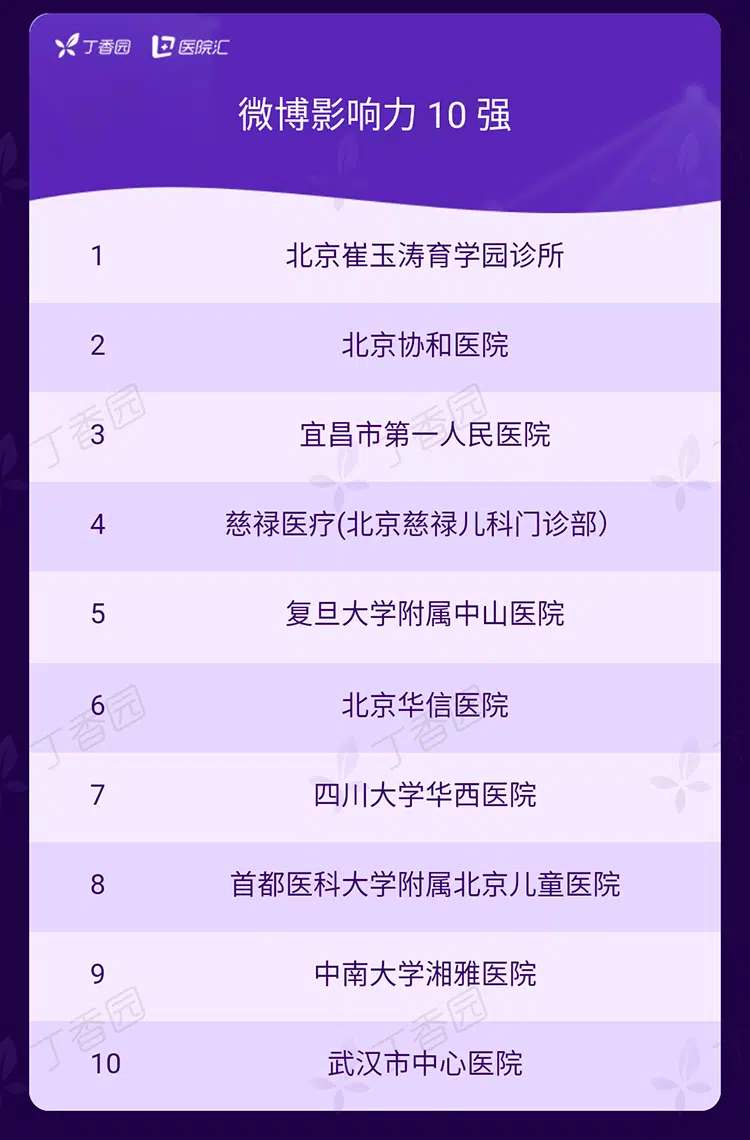 丁香园 医院汇
微博影响力 10 强
1 北京崔玉涛育学园诊所
2 北京协和医院
3 宜昌市第一人民医院
4 慈禄医疗(北京慈禄儿科门诊部）
5 复旦大学附属中山医院
6 北京华信医院
7 四川大学华西医院
8 首都医科大学附属北京儿童医院
9 中南大学湘雅医院
10 武汉市中心医院
丁香园
丁香园
丁香园
丁香园
丁香园
丁香园